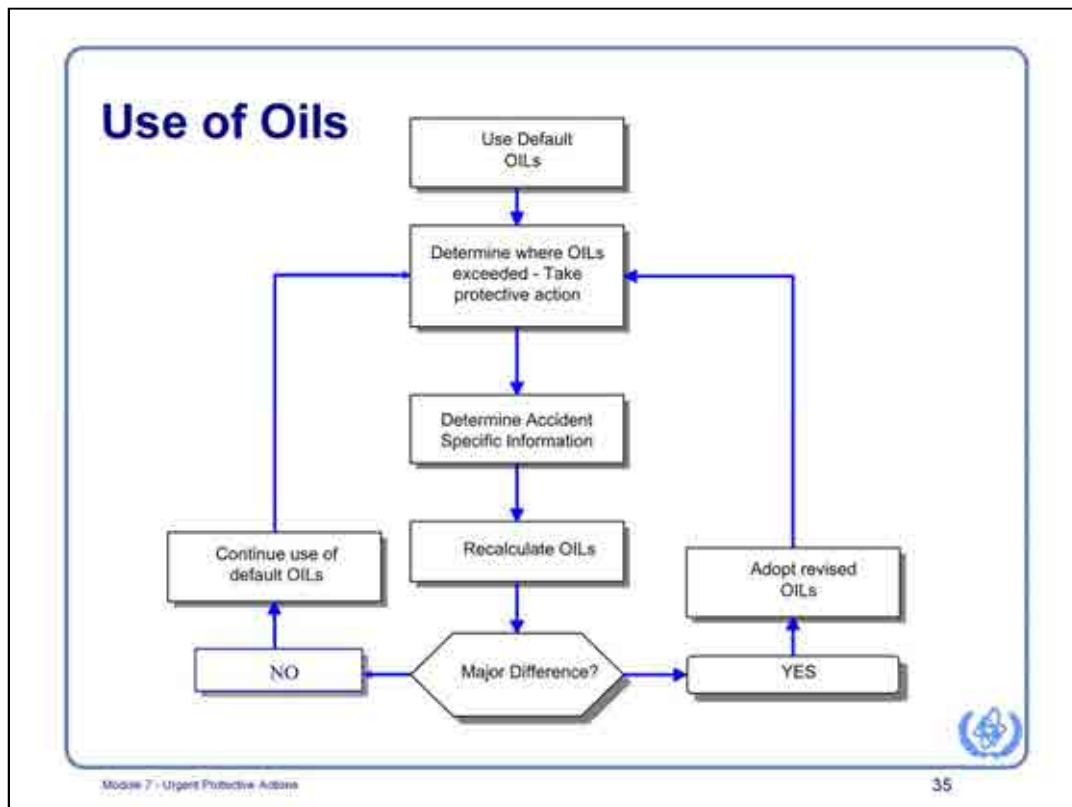 Use of Oils
Use Default
OILs
Determine where OILs
exceeded - Take
protective action
Determine Accident
Specific Information
Recalculate OILs
Continue use of
default OILs
Adopt revised
OILs
NO
Major Difference?
YES
Module 7 - Urgent Protective Actions
35